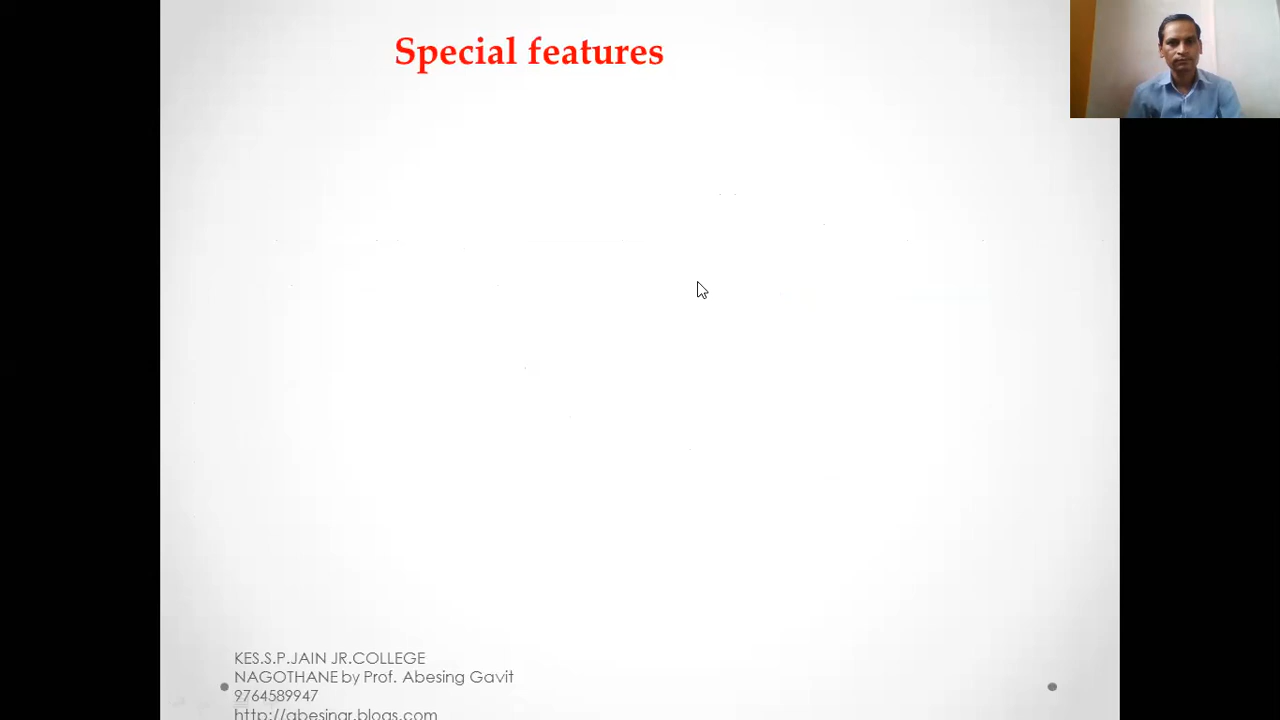 Special features
KES.S.P.JAIN JR.COLLEGE
NAGOTHANE by Prof. Abesing Gavit
9764589947
http://abesingr.blogs.com